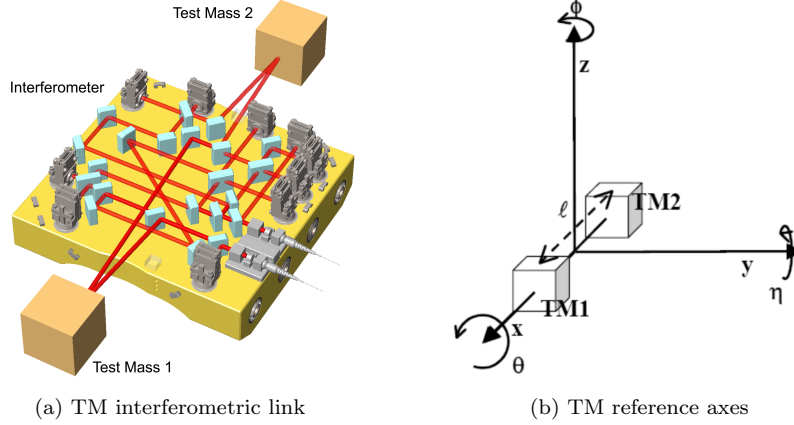 Test Mass 2
Interferometer
Test Mass 1
ϕ
z
ℓ
TM2
y
η
TM1
x
θ
(a) TM interferometric link
(b) TM reference axes